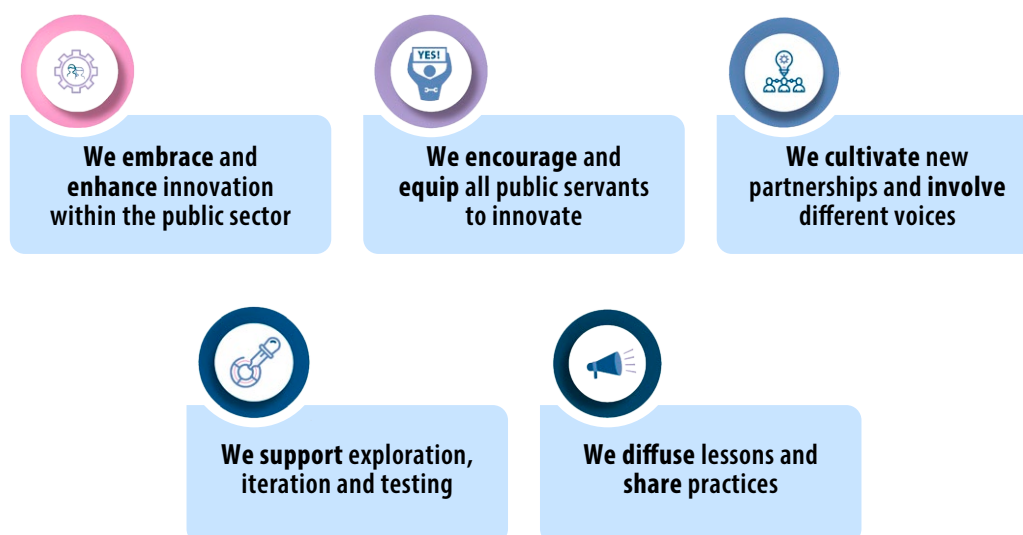 YES!
We embrace and
enhance innovation
within the public sector
We encourage and
equip all public servants
to innovate
We cultivate new
partnerships and involve
different voices
We support exploration,
iteration and testing
We diffuse lessons and
share practices